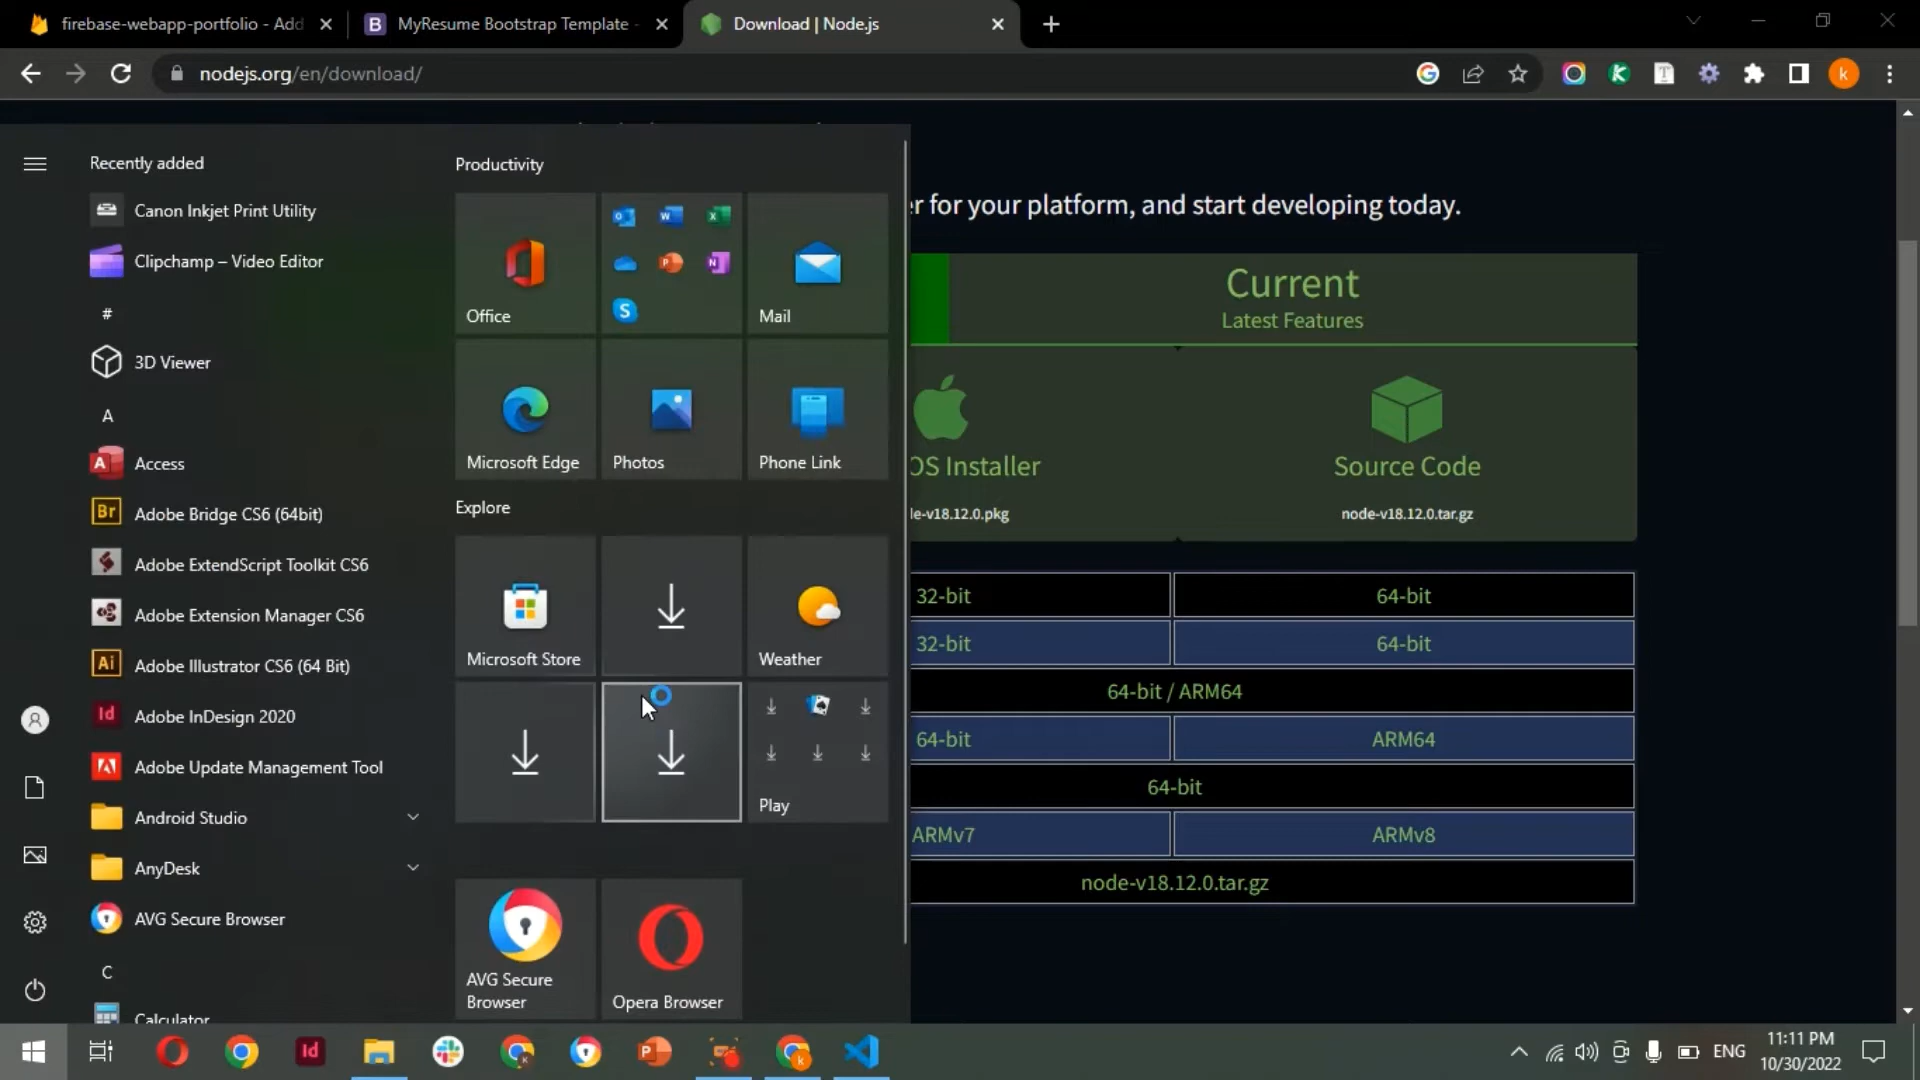 firebase-webapp-portfolio - Add
MyResume Bootstrap Template -
Download | Node.js
nodejs.org/en/download/
k
Recently added
Canon Inkjet Print Utility
Clipchamp – Video Editor
#
3D Viewer
A
Access
Adobe Bridge CS6 (64bit)
Adobe ExtendScript Toolkit CS6
Adobe Extension Manager CS6
Adobe Illustrator CS6 (64 Bit)
Adobe InDesign 2020
Adobe Update Management Tool
Android Studio
AnyDesk
AVG Secure Browser
C
Calculator
Productivity
Office
Mail
Microsoft Edge
Photos
Phone Link
Explore
Microsoft Store
Weather
Play
AVG Secure
Browser
Opera Browser
er for your platform, and start developing today.
Current
Latest Features
OS Installer
Source Code
le-v18.12.0.pkg
node-v18.12.0.tar.gz
32-bit
64-bit
32-bit
64-bit
64-bit / ARM64
64-bit
ARM64
64-bit
ARMv7
ARMv8
node-v18.12.0.tar.gz
ENG
11:11 PM
10/30/2022